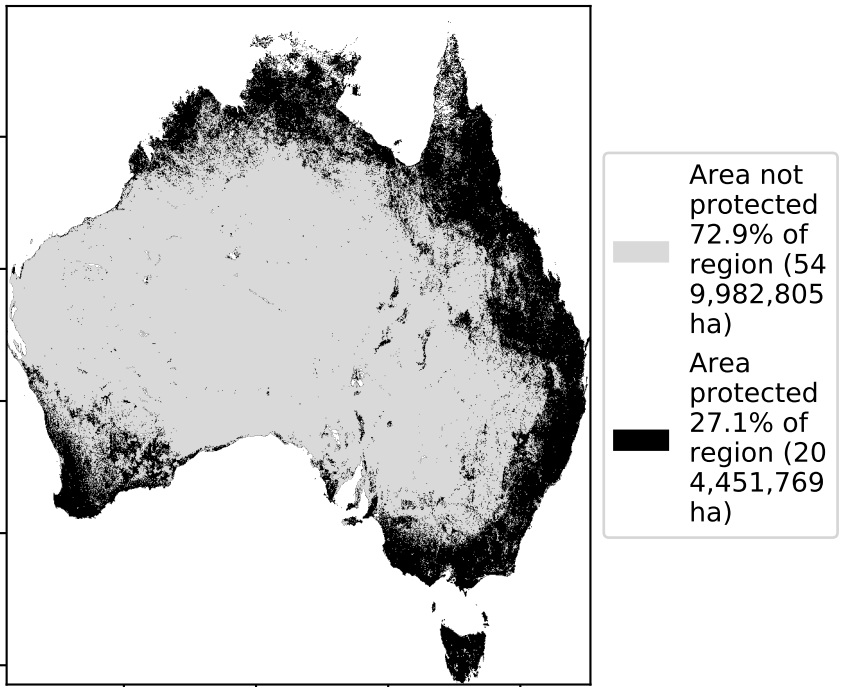 Area not
protected
72.9% of
region (54
9,982,805
ha)
Area
protected
27.1% of
region (20
4,451,769
ha)